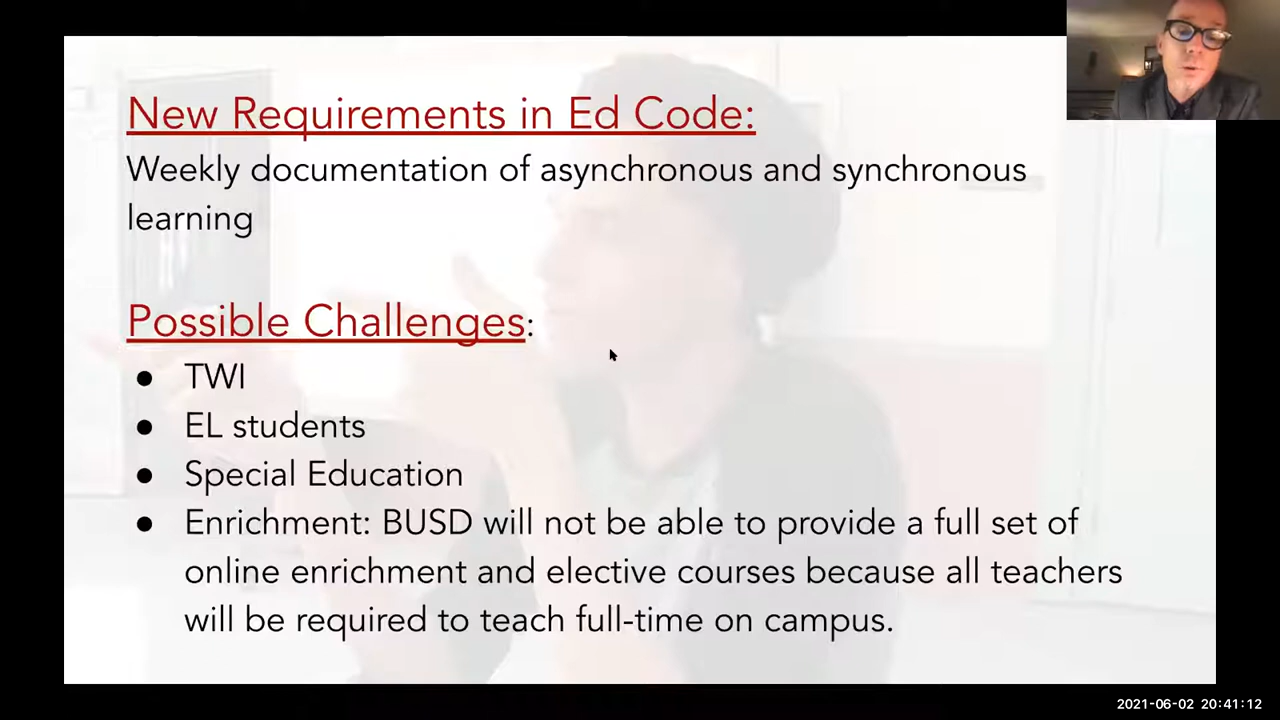 New Requirements in Ed Code:
Weekly documentation of asynchronous and synchronous
learning
Possible Challenges:
● TWI
● EL students
● Special Education
● Enrichment: BUSD will not be able to provide a full set of
online enrichment and elective courses because all teachers
will be required to teach full-time on campus.
2021-06-02 20:41:12